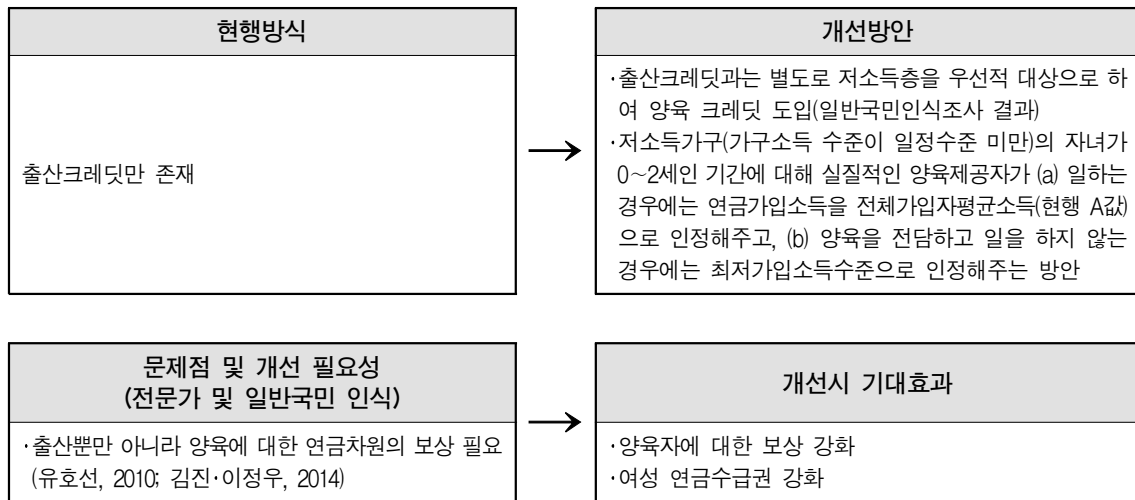 현행방식
출산크레딧만 존재
개선방안
·출산크레딧과는 별도로 저소득층을 우선적 대상으로 하
여 양육 크레딧 도입(일반국민인식조사 결과)
·저소득가구(가구소득 수준이 일정수준 미만)의 자녀가
0~2세인 기간에 대해 실질적인 양육제공자가 (a) 일하는
경우에는 연금가입소득을 전체가입자평균소득(현행 A값)
으로 인정해주고, (b) 양육을 전담하고 일을 하지 않는
경우에는 최저가입소득수준으로 인정해주는 방안
문제점 및 개선 필요성
(전문가 및 일반국민 인식)
·출산뿐만 아니라 양육에 대한 연금차원의 보상 필요
(유호선, 2010; 김진·이정우, 2014)
개선시 기대효과
·양육자에 대한 보상 강화
·여성 연금수급권 강화